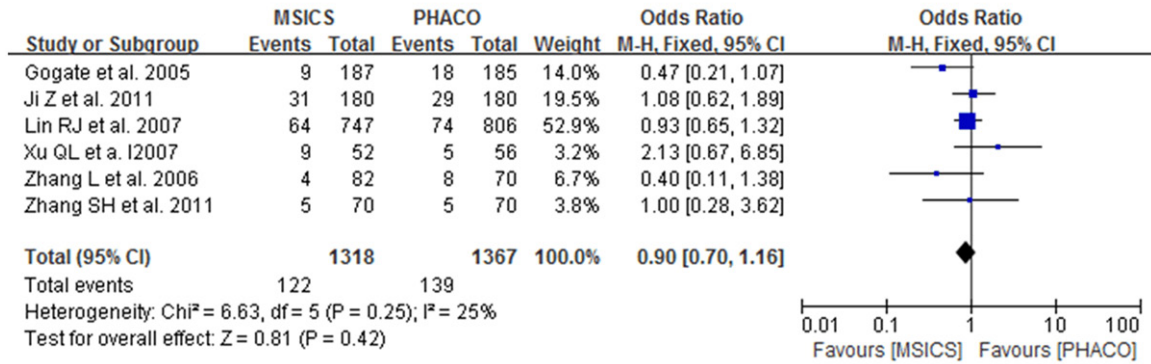 MSICS PHACO Odds Ratio Odds Ratio
Study or Subgroup Events Total Events Total Weight M-H, Fixed, 95% CI M-H, Fixed, 95% CI
Gogate et al. 2005 9 187 18 185 14.0% 0.47 [0.21, 1.07]
Ji Z et al. 2011 31 180 29 180 19.5% 1.08 [0.62, 1.89]
Lin RJ et al. 2007 64 747 74 806 52.9% 0.93 [0.65, 1.32]
Xu QL et a. l2007 9 52 5 56 3.2% 2.13 [0.67, 6.85]
Zhang L et al. 2006 4 82 8 70 6.7% 0.40 [0.11, 1.38]
Zhang SH et al. 2011 5 70 5 70 3.8% 1.00 [0.28, 3.62]
Total (95% CI) 1318 1367 100.0% 0.90 [0.70, 1.16]
Total events 122 139
Heterogeneity: Chi² = 6.63, df = 5 (P = 0.25); I² = 25%
Test for overall effect: Z = 0.81 (P = 0.42)
0.01 0.1 1 10 100
Favours [MSICS] Favours [PHACO]